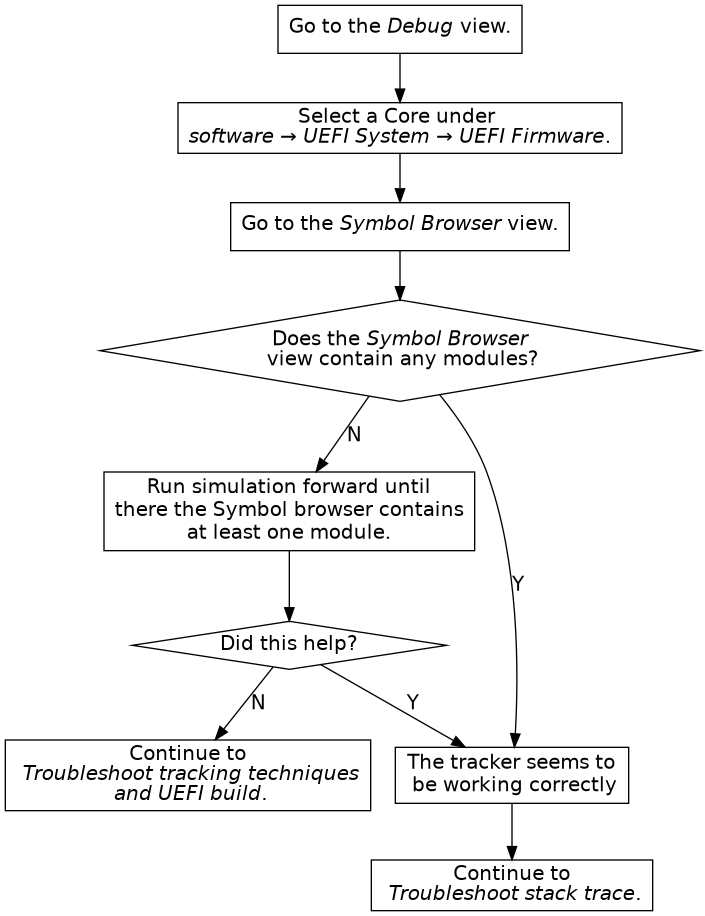 Go to the Debug view.
Select a Core under
software → UEFI System → UEFI Firmware.
Go to the Symbol Browser view.
Does the Symbol Browser
view contain any modules?
N
Run simulation forward until
there the Symbol browser contains
at least one module.
Y
Did this help?
N
Y
Continue to
Troubleshoot tracking techniques
and UEFI build.
The tracker seems to
be working correctly
Continue to
Troubleshoot stack trace.